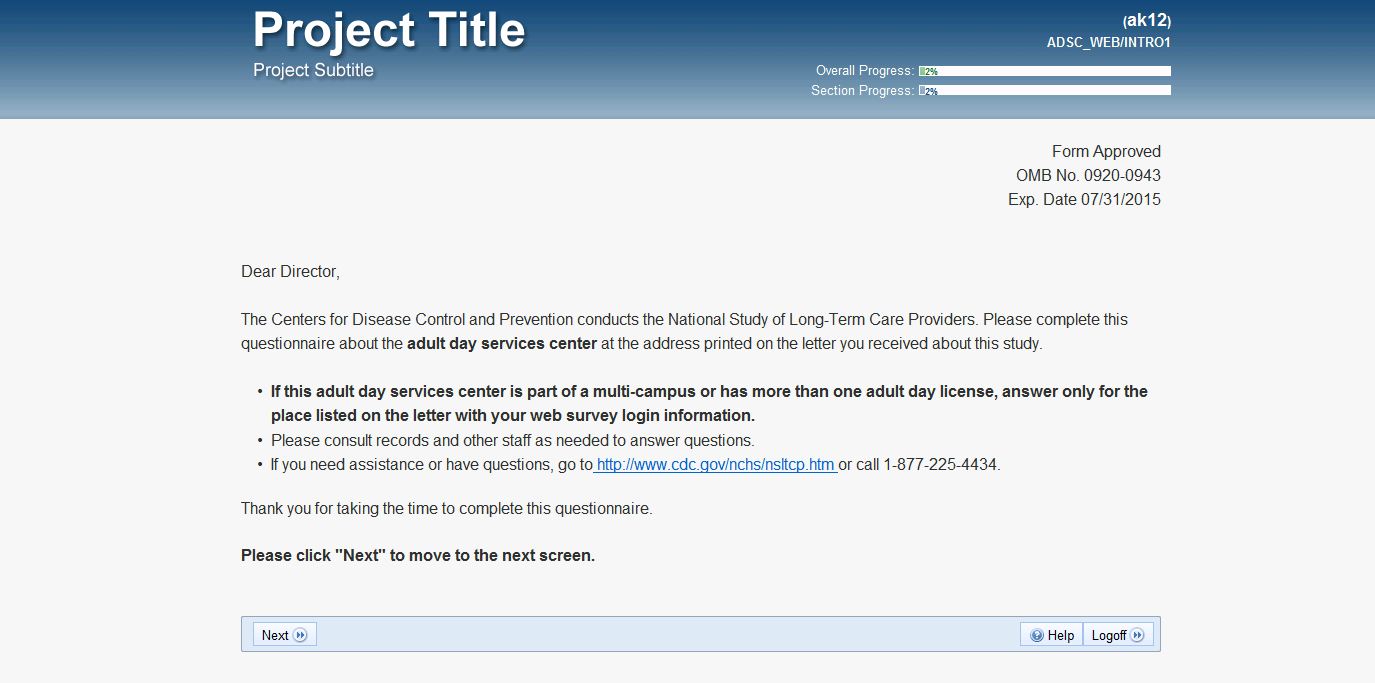 Project Title
Project Subtitle
(ak12)
ADSC_WEB/INTRO1
Overall Progress: 2%
Section Progress: 2%
Form Approved
OMB No. 0920-0943
Exp. Date 07/31/2015
Dear Director,
The Centers for Disease Control and Prevention conducts the National Study of Long-Term Care Providers. Please complete this
questionnaire about the adult day services center at the address printed on the letter you received about this study.
• If this adult day services center is part of a multi-campus or has more than one adult day license, answer only for the
place listed on the letter with your web survey login information.
• Please consult records and other staff as needed to answer questions.
• If you need assistance or have questions, go to http://www.cdc.gov/nchs/nsltcp.htm or call 1-877-225-4434.
Thank you for taking the time to complete this questionnaire.
Please click "Next" to move to the next screen.
Next Help Logoff